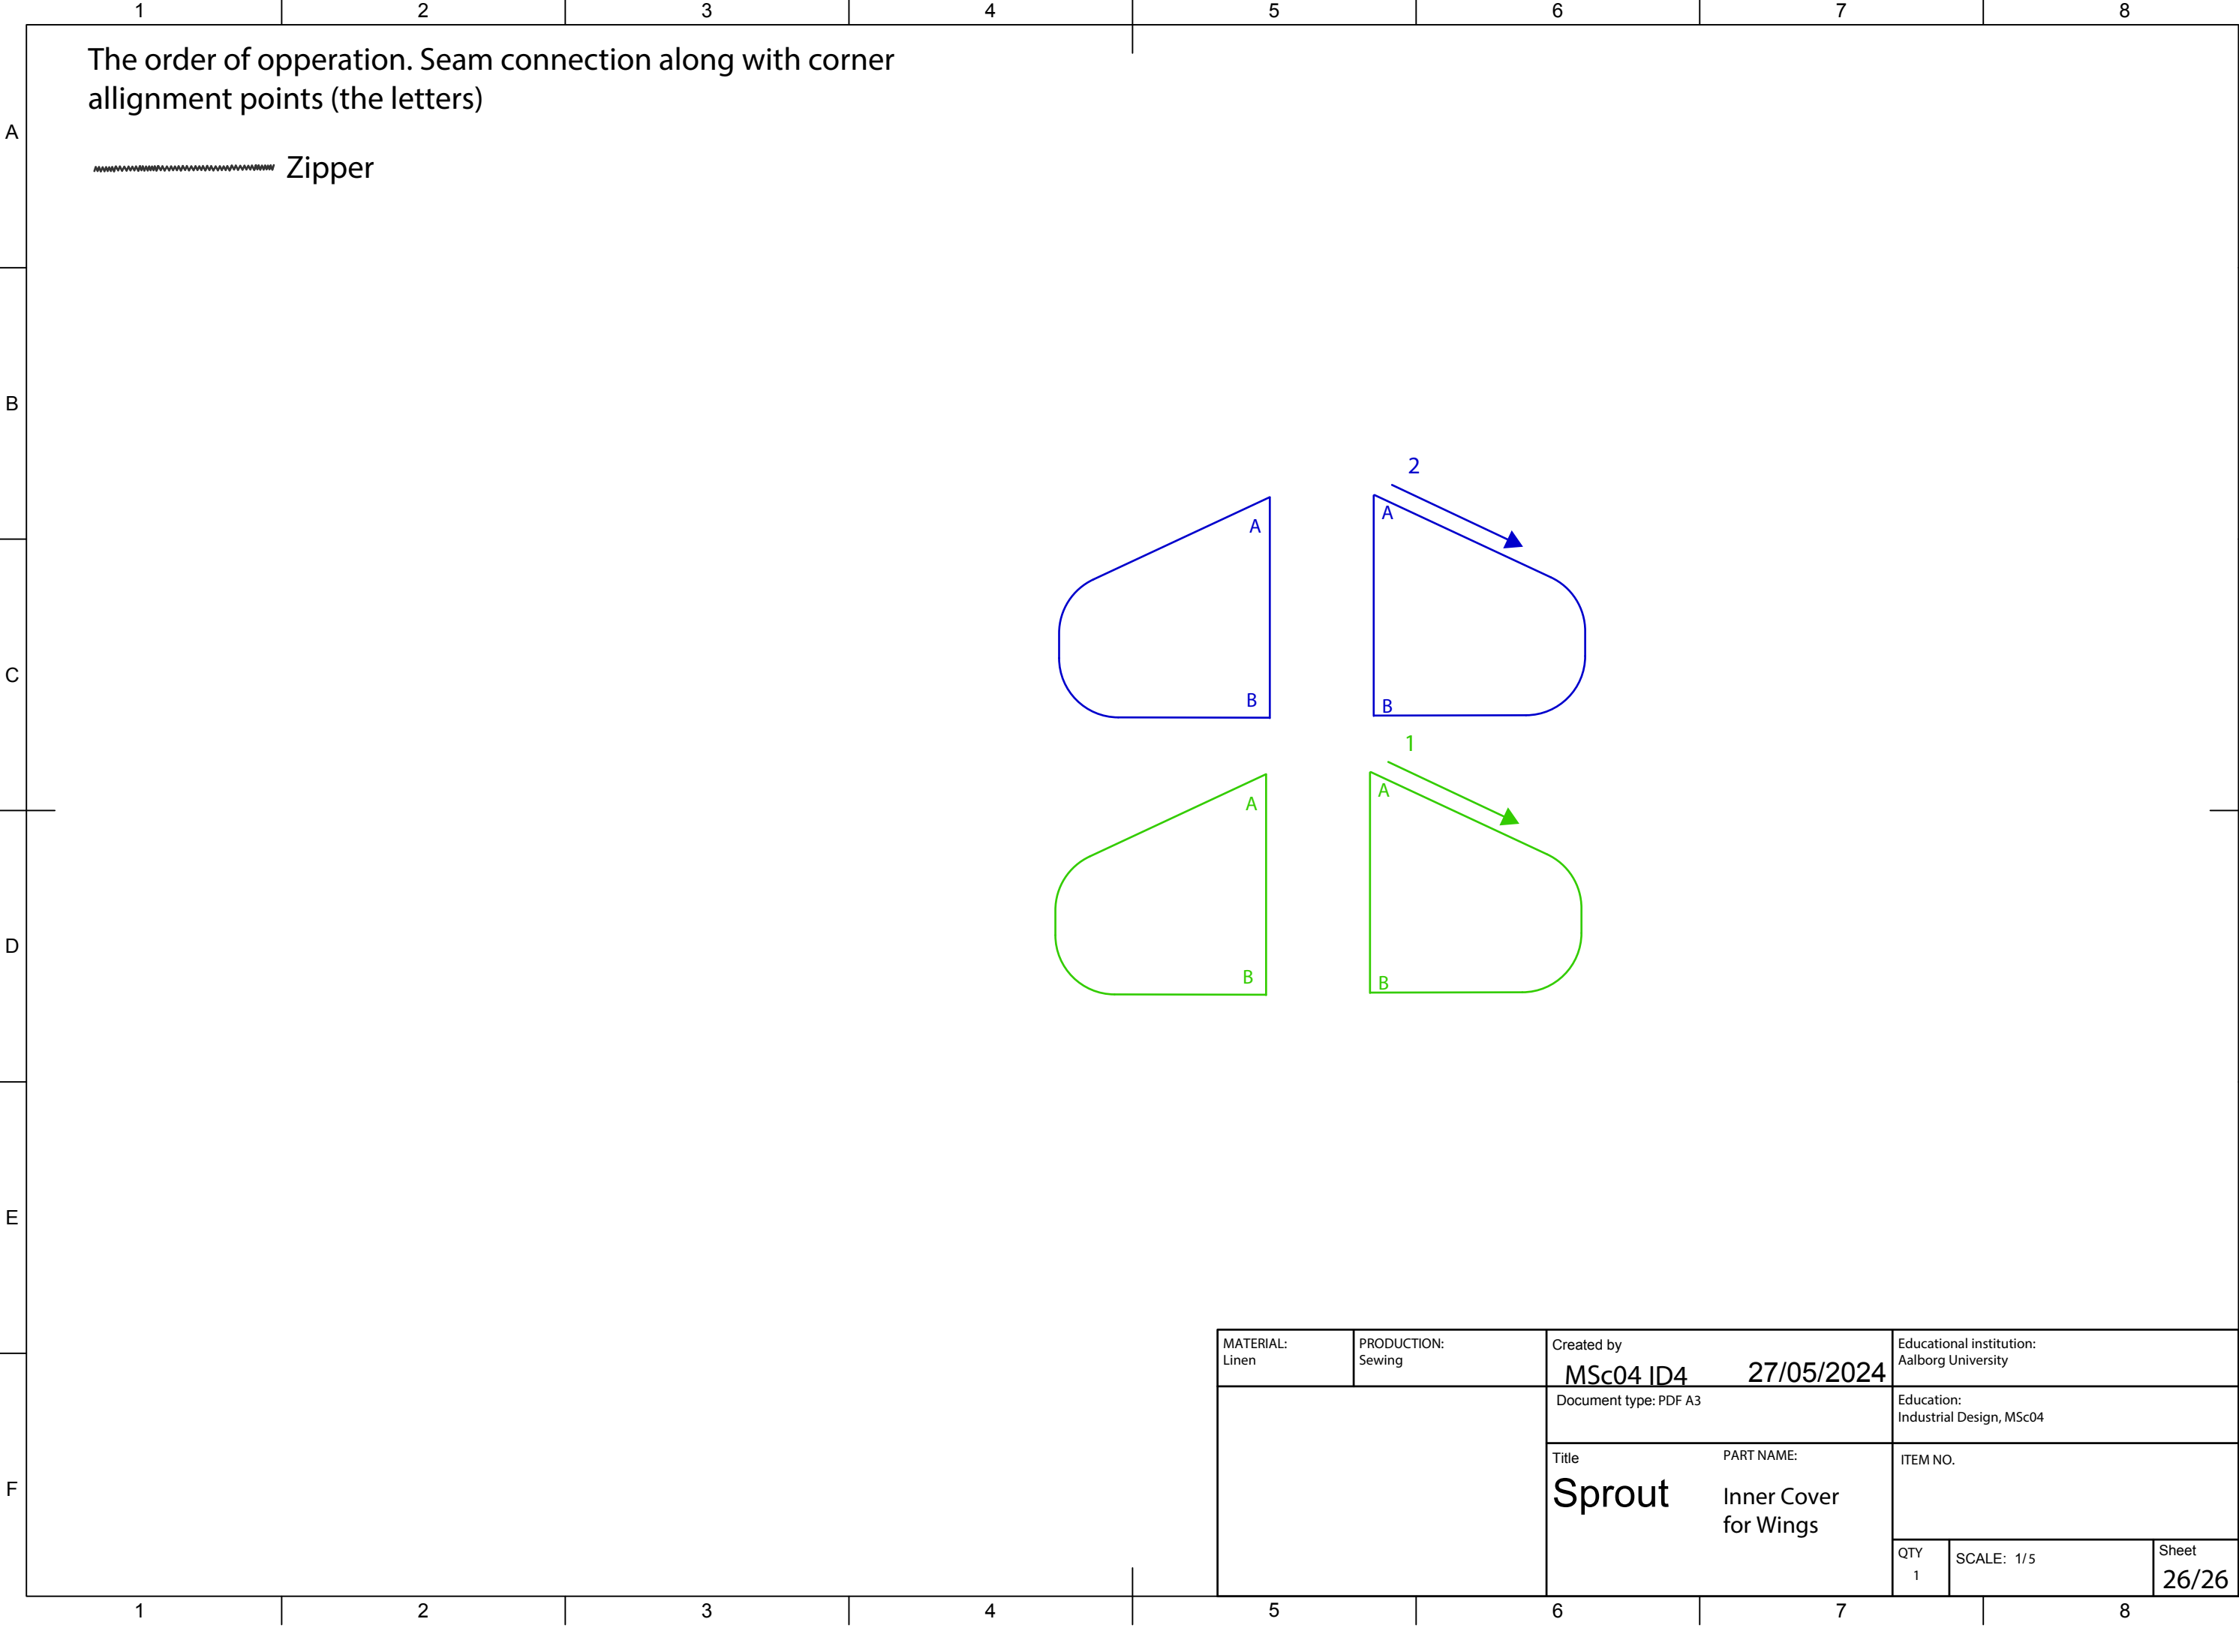 1 2 3 4 5 6 7 8
The order of opperation. Seam connection along with corner
allignment points (the letters)
Zipper
A
B
C
D
E
F
2
A
A
B
B
1
A
A
B
B
MATERIAL:
Linen
PRODUCTION:
Sewing
Created by
MSc04 ID4 27/05/2024
Educational institution:
Aalborg University
Document type: PDF A3
Education:
Industrial Design, MSc04
Title
Sprout
PART NAME:
Inner Cover
for Wings
ITEM NO.
QTY
1
SCALE: 1/5
Sheet
26/26
1 2 3 4 5 6 7 8